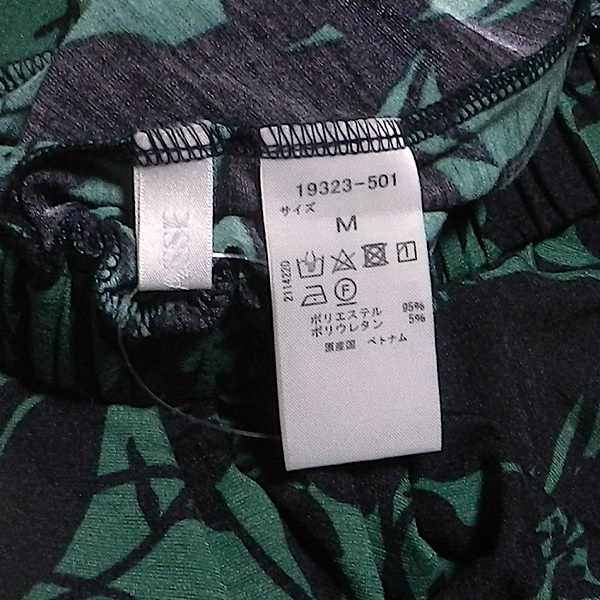 19323-501
サイズ
M
2114220
F
ポリエステル 95%
ポリウレタン 5%
原産国 ベトナム